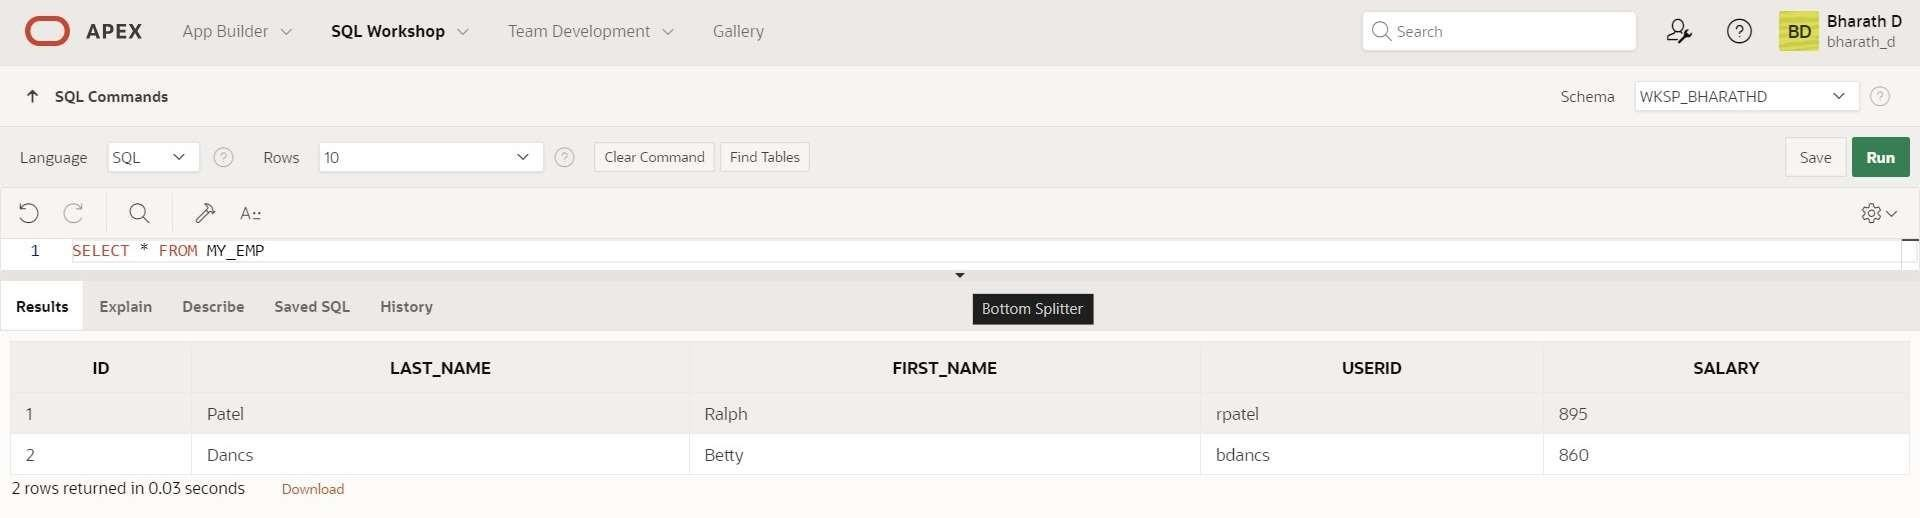 APEX App Builder SQL Workshop Team Development Gallery Search ? BD Bharath D
bharath_d
SQL Commands Schema WKSP_BHARATHD ?
Language SQL ? Rows 10 ? Clear Command Find Tables Save Run
A::
1 SELECT * FROM MY_EMP
Results Explain Describe Saved SQL History
Bottom Splitter
ID LAST_NAME FIRST_NAME USERID SALARY
1 Patel Ralph rpatel 895
2 Dancs Betty bdancs 860
2 rows returned in 0.03 seconds Download